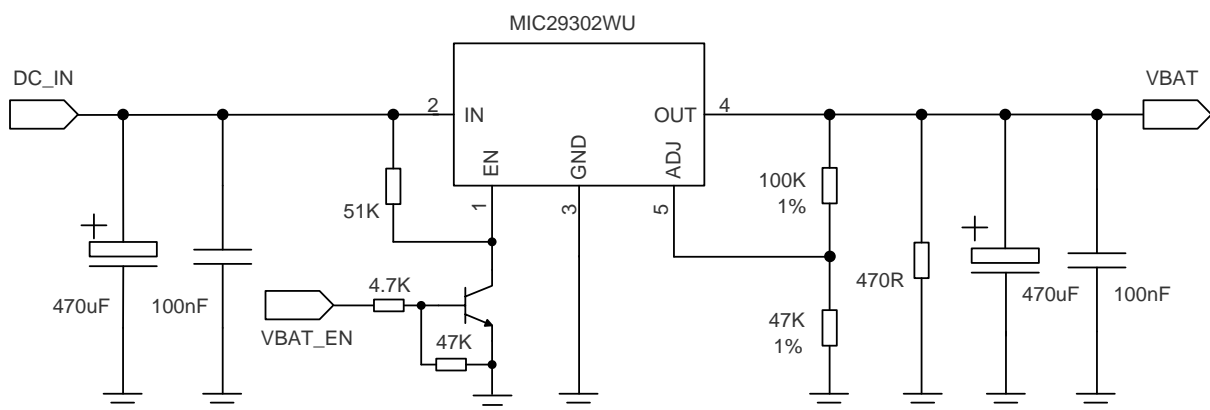 MIC29302WU
DC_IN
VBAT
2
IN
OUT
4
EN
GND
ADJ
1
3
5
51K
100K
1%
470uF
100nF
4.7K
VBAT_EN
47K
47K
1%
470R
470uF
100nF